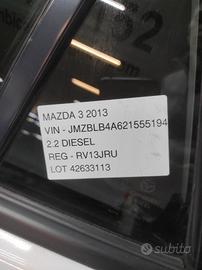 MAZDA 3 2013
VIN - JMZBLB4A621555194
2.2 DIESEL
REG - RV13JRU
LOT 42633113
subito